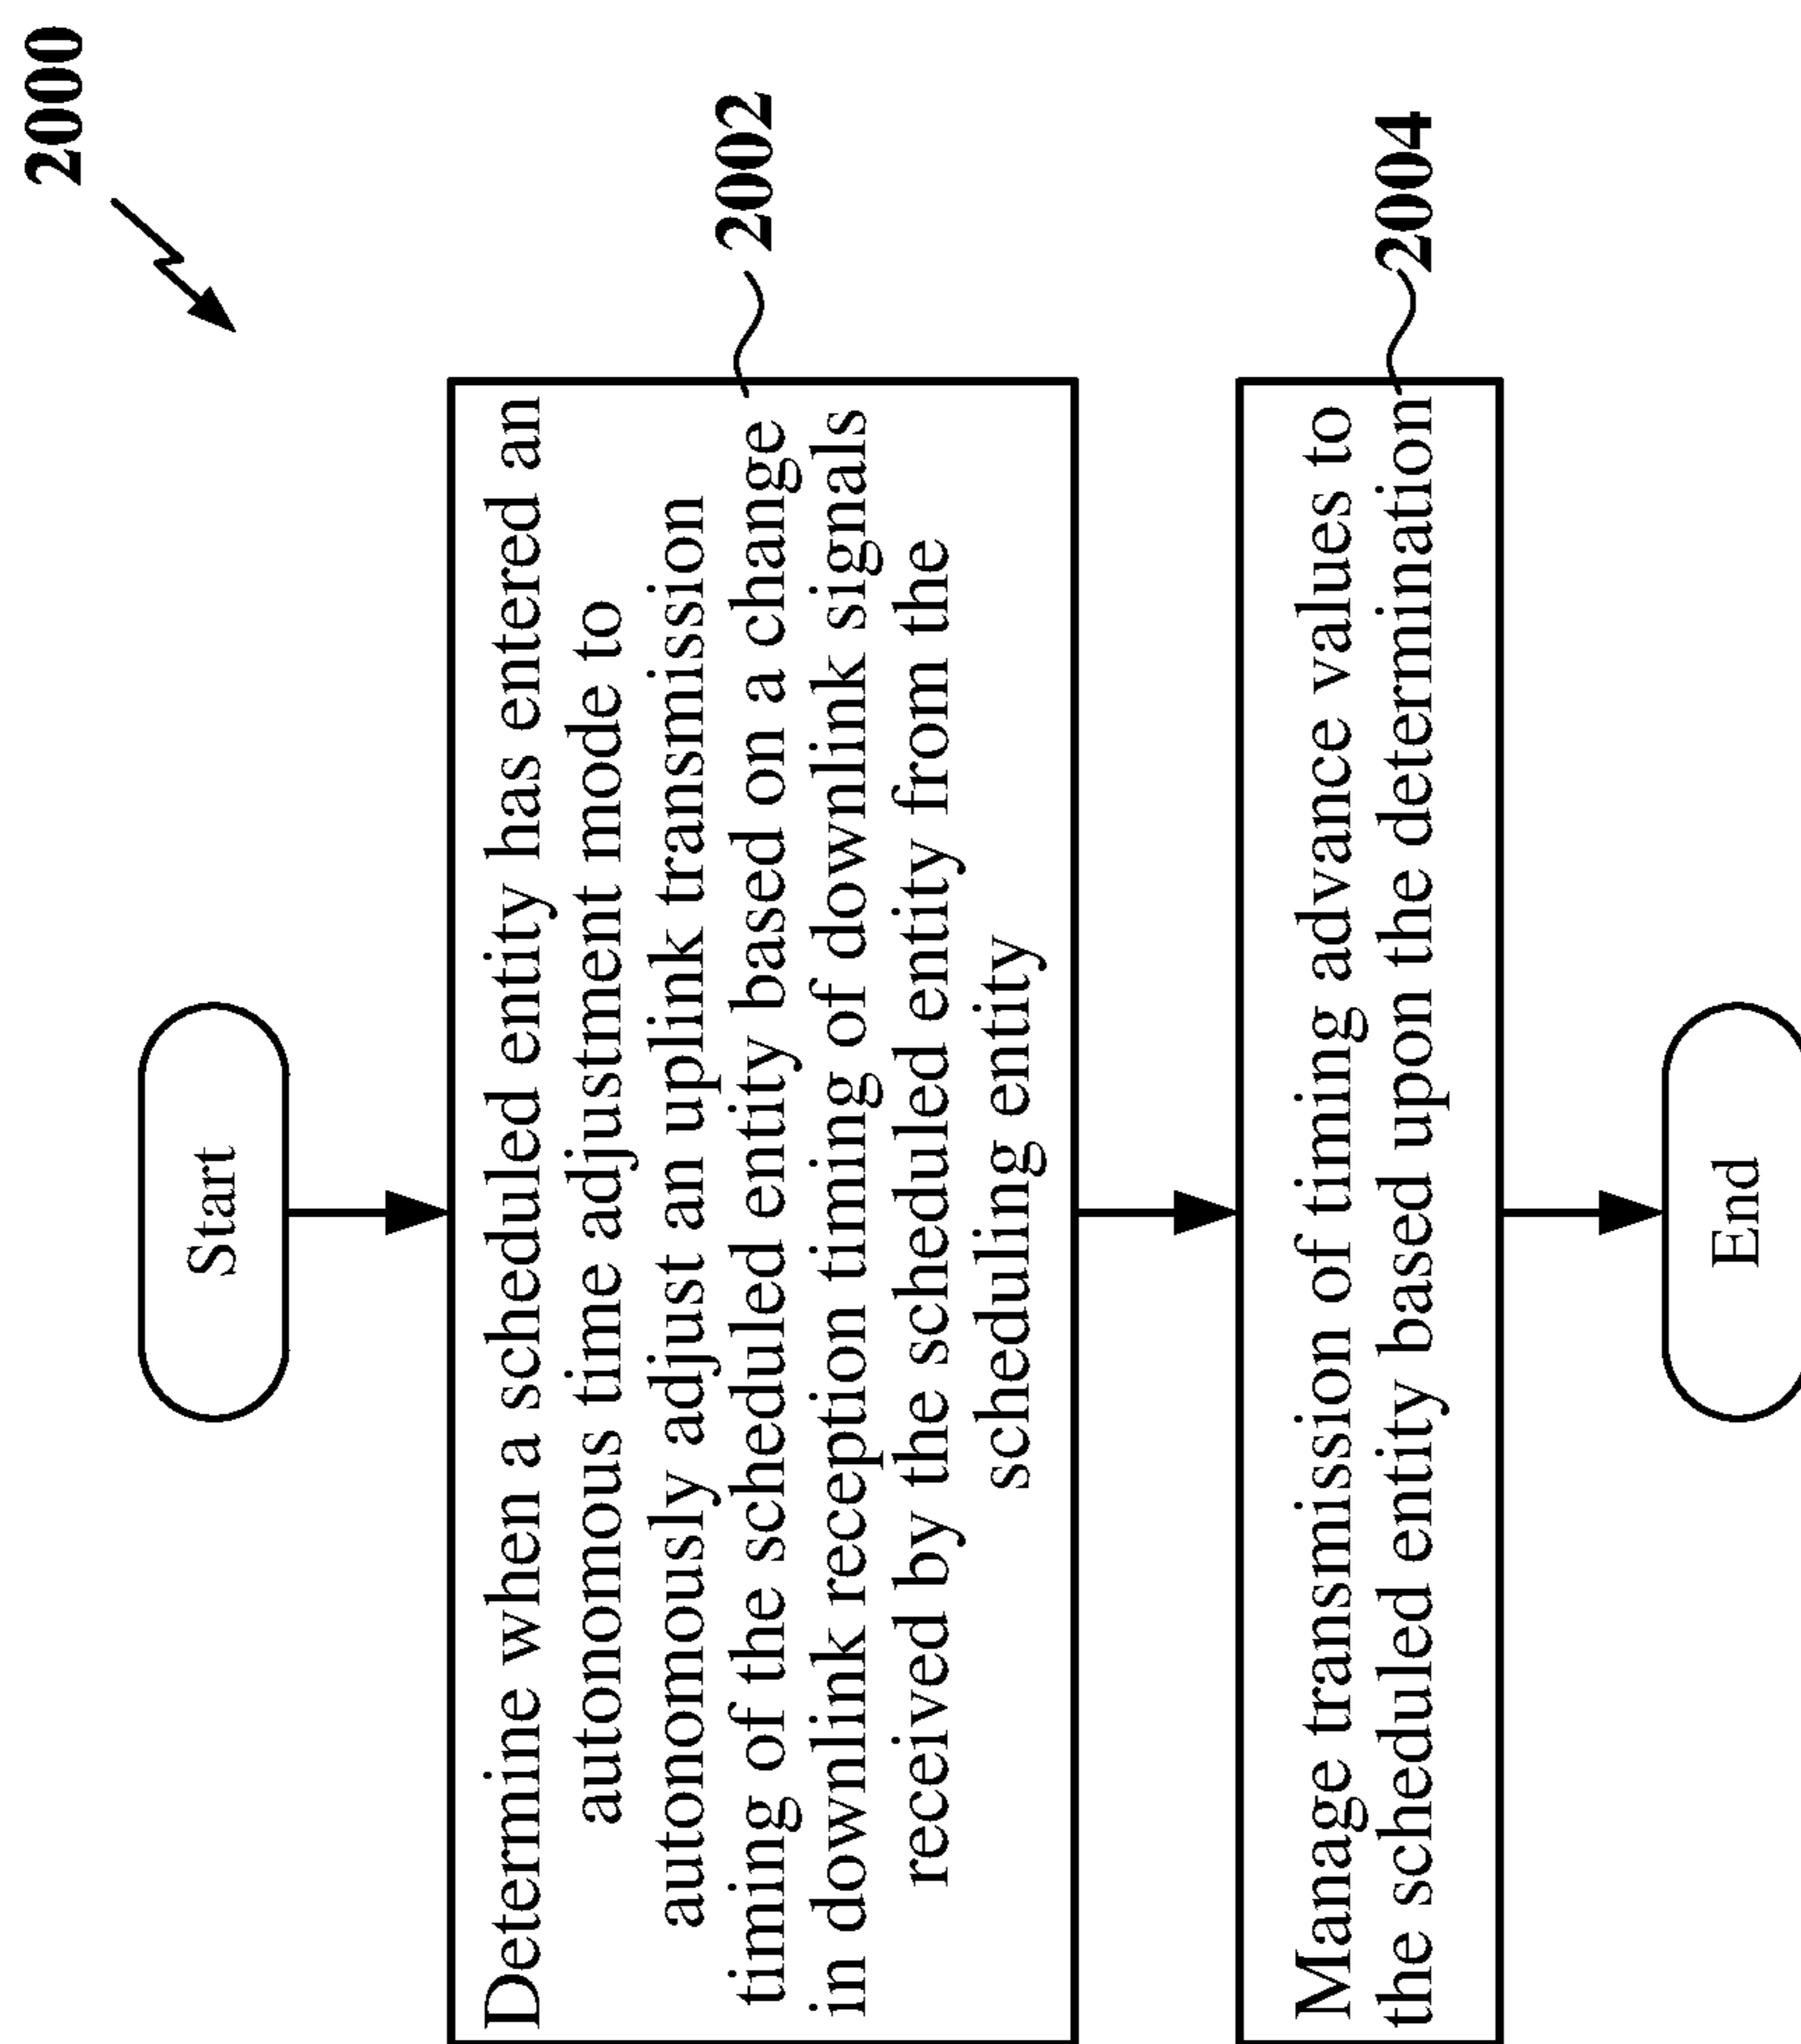 2000
Start
Determine when a scheduled entity has entered an
autonomous time adjustment mode to
autonomously adjust an uplink transmission
timing of the scheduled entity based on a change
in downlink reception timing of downlink signals
received by the scheduled entity from the
scheduling entity
2002
Manage transmission of timing advance values to
the scheduled entity based upon the determination
2004
End